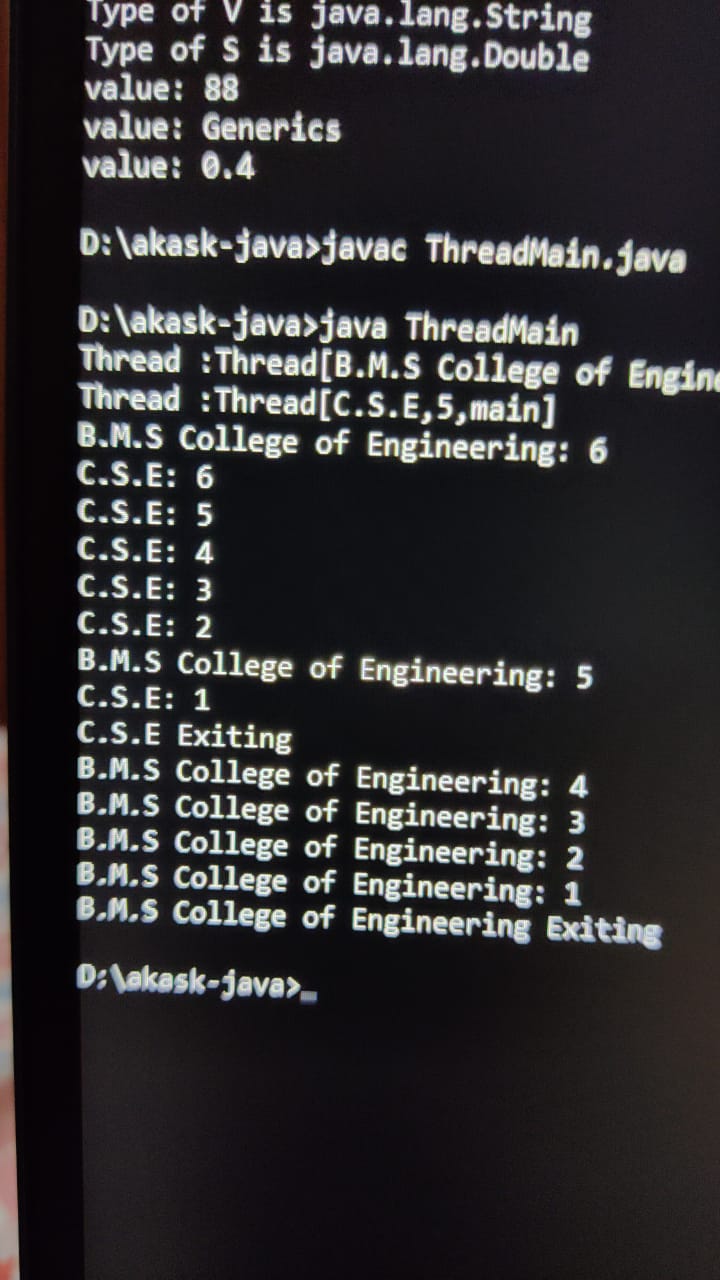 Type of V is java.lang.String
Type of S is java.lang.Double
value: 88
value: Generics
value: 0.4
D:\akask-java>javac ThreadMain.java
D:\akask-java>java ThreadMain
Thread :Thread[B.M.S College of Engine
Thread :Thread[C.S.E,5,main]
B.M.S College of Engineering: 6
C.S.E: 6
C.S.E: 5
C.S.E: 4
C.S.E: 3
C.S.E: 2
B.M.S College of Engineering: 5
C.S.E: 1
C.S.E Exiting
B.M.S College of Engineering: 4
B.M.S College of Engineering: 3
B.M.S College of Engineering: 2
B.M.S College of Engineering: 1
B.M.S College of Engineering Exiting
D:\akask-java>_